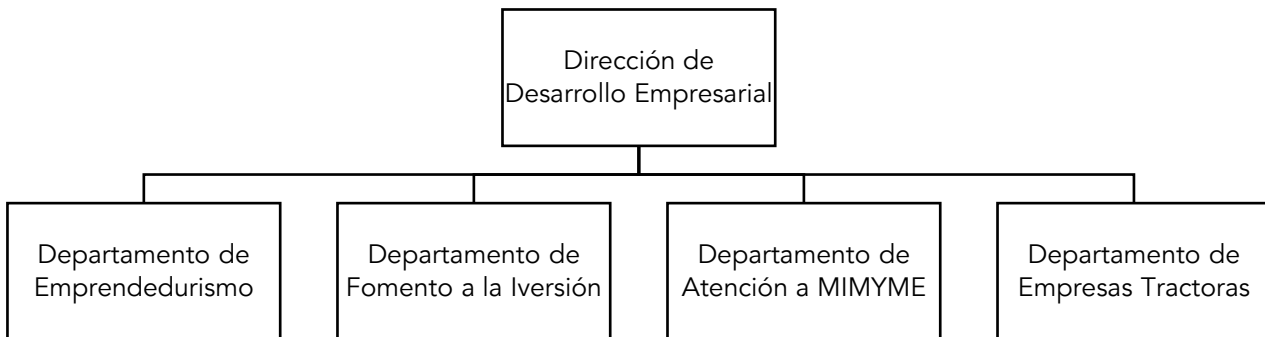 Dirección de
Desarrollo Empresarial
Departamento de
Emprendedurismo
Departamento de
Fomento a la Iversión
Departamento de
Atención a MIMYME
Departamento de
Empresas Tractoras